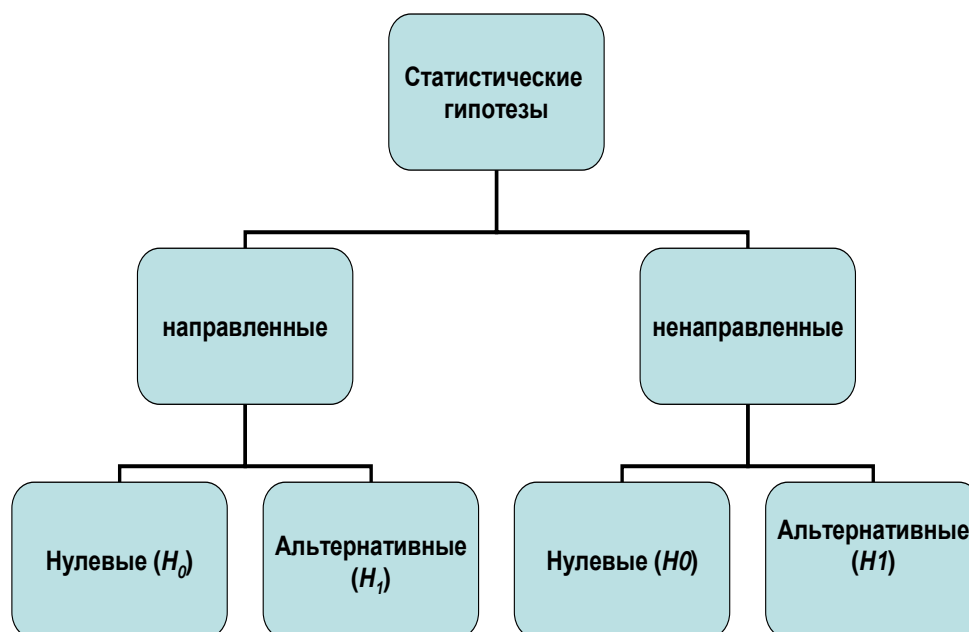 Статистические
гипотезы
направленные
ненаправленные
Нулевые (H₀)
Альтернативные
(H₁)
Нулевые (H0)
Альтернативные
(H1)